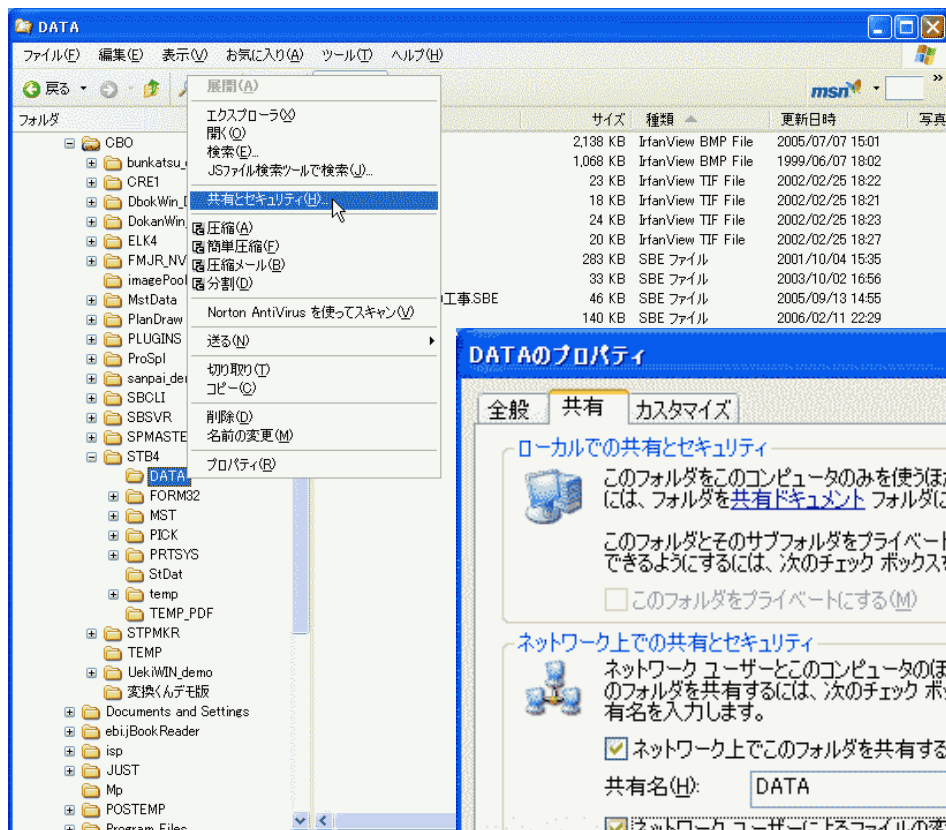 DATA
ファイル(F) 編集(E) 表示(V) お気に入り(A) ツール(T) ヘルプ(H)
戻る
msn
»
フォルダ
サイズ 種類 更新日時 写真
CBO
bunkatsu_
CRE1
DbokWin_
DokanWin_
ELK4
FMJR_NV
imagePool
MstData
PlanDraw
PLUGINS
ProSpl
sanpai_de
SBCLI
SBSVR
SPMASTE
STB4
DATA
FORM32
MST
PICK
PRTSYS
StDat
temp
TEMP_PDF
STPMKR
TEMP
UekiWIN_demo
変換くんデモ版
Documents and Settings
ebi.jBookReader
isp
JUST
Mp
POSTEMP
Program Files
展開(A)
エクスプローラ(X)
開く(O)
検索(E)...
JSファイル検索ツールで検索(J)...
共有とセキュリティ(H)...
圧縮(A)
簡単圧縮(F)
圧縮メール(B)
分割(D)
Norton AntiVirus を使ってスキャン(V)
送る(N)
切り取り(T)
コピー(C)
削除(D)
名前の変更(M)
プロパティ(R)
2,138 KB IrfanView BMP File 2005/07/07 15:01
1,068 KB IrfanView BMP File 1999/06/07 18:02
23 KB IrfanView TIF File 2002/02/25 18:22
18 KB IrfanView TIF File 2002/02/25 18:21
24 KB IrfanView TIF File 2002/02/25 18:23
20 KB IrfanView TIF File 2002/02/25 18:27
283 KB SBE ファイル 2001/10/04 15:35
33 KB SBE ファイル 2003/10/02 16:56
工事.SBE 46 KB SBE ファイル 2005/09/13 14:55
140 KB SBE ファイル 2006/02/11 22:29
DATAのプロパティ
全般 共有 カスタマイズ
ローカルでの共有とセキュリティ
このフォルダをこのコンピュータのみを使うほ
には、フォルダを共有ドキュメント フォルダに
このフォルダとそのサブフォルダをプライベート
できるようにするには、次のチェック ボックスを
このフォルダをプライベートにする(M)
ネットワーク上での共有とセキュリティ
ネットワーク ユーザーとこのコンピュータのほ
のフォルダを共有するには、次のチェック ボ
有名を入力します。
ネットワーク上でこのフォルダを共有する
共有名(H): DATA
ネットワーク ユーザーによるファイルの変